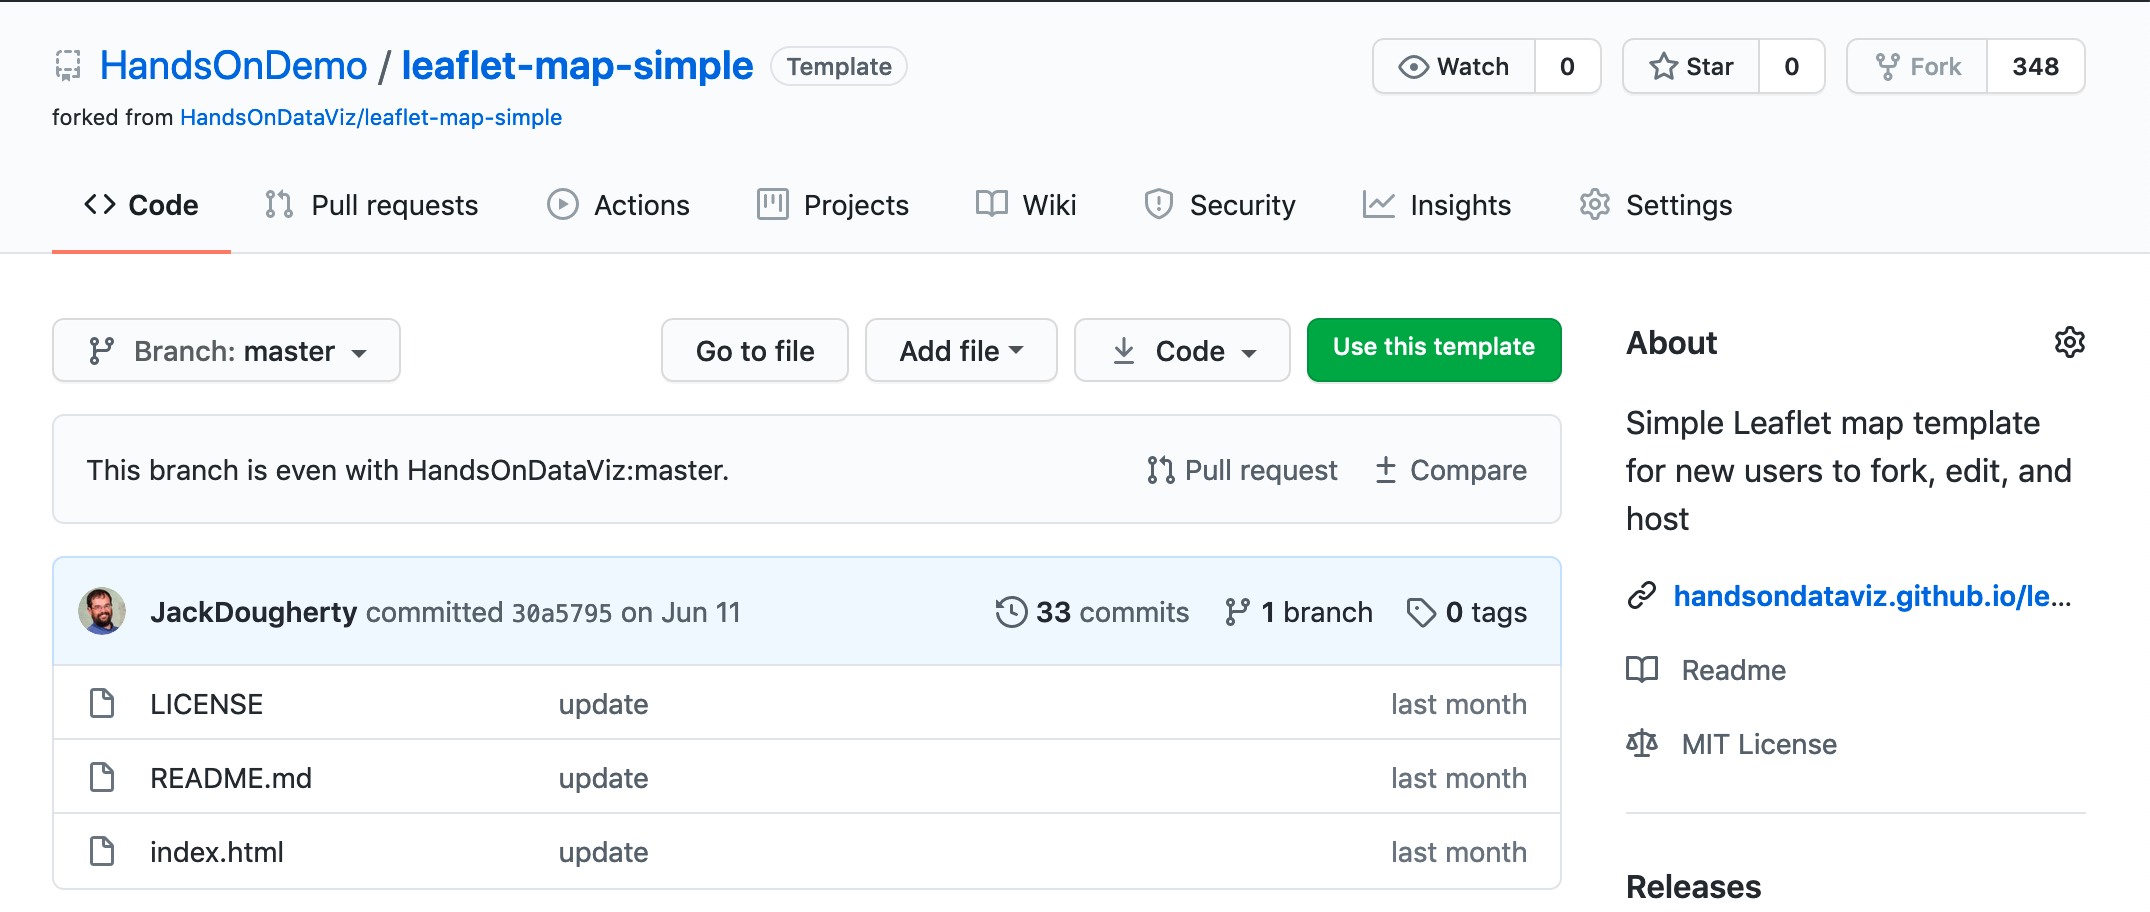 HandsOnDemo / leaflet-map-simple Template Watch 0 Star 0 Fork 348
forked from HandsOnDataViz/leaflet-map-simple
Code Pull requests Actions Projects Wiki Security Insights Settings
Branch: master Go to file Add file Code Use this template
This branch is even with HandsOnDataViz:master. Pull request Compare
JackDougherty committed 30a5795 on Jun 11 33 commits 1 branch 0 tags
LICENSE update last month
README.md update last month
index.html update last month
About
Simple Leaflet map template
for new users to fork, edit, and
host
handsondataviz.github.io/le...
Readme
MIT License
Releases